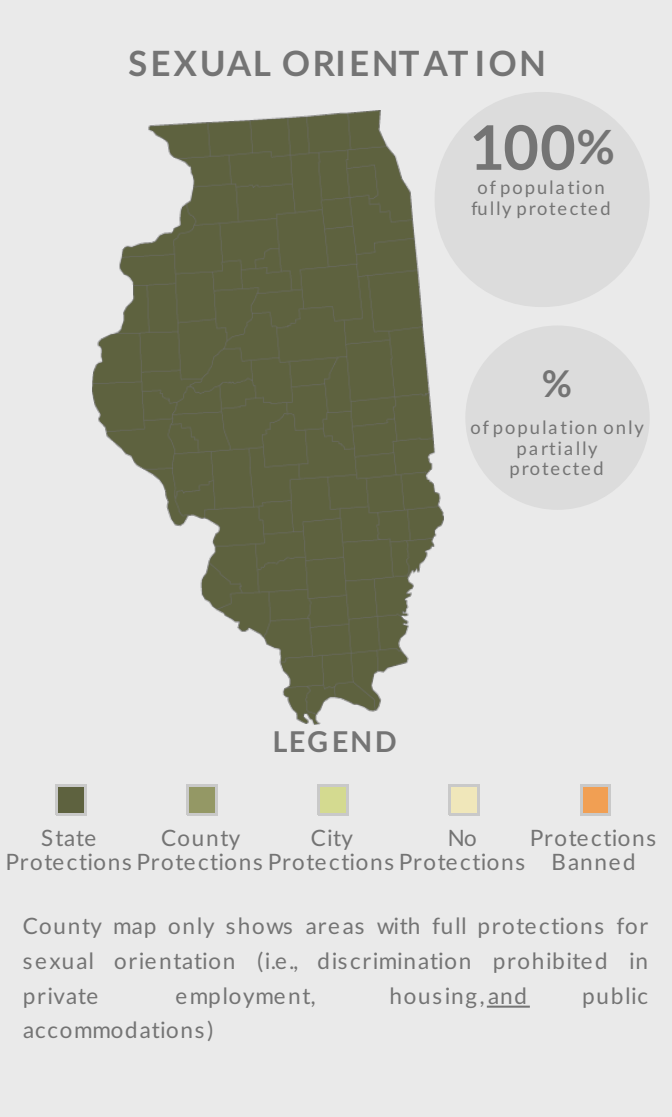 SEXUAL ORIENTATION
100%
of population
fully protected
%
of population only
partially
protected
LEGEND
State
Protections
County
Protections
City
Protections
No
Protections
Protections
Banned
County map only shows areas with full protections for
sexual orientation (i.e., discrimination prohibited in
private employment, housing,and public
accommodations)